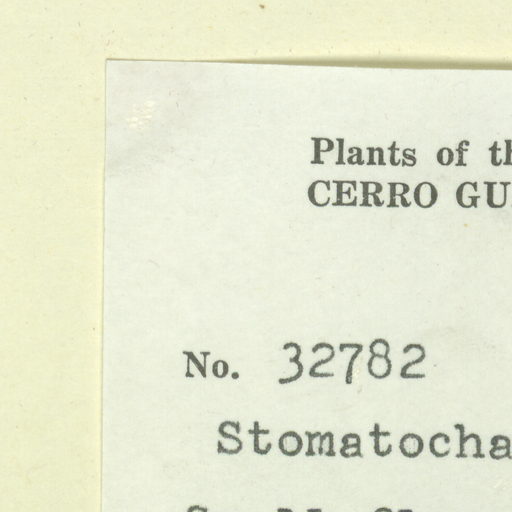 Plants of th
CERRO GU
No. 32782
Stomatocha